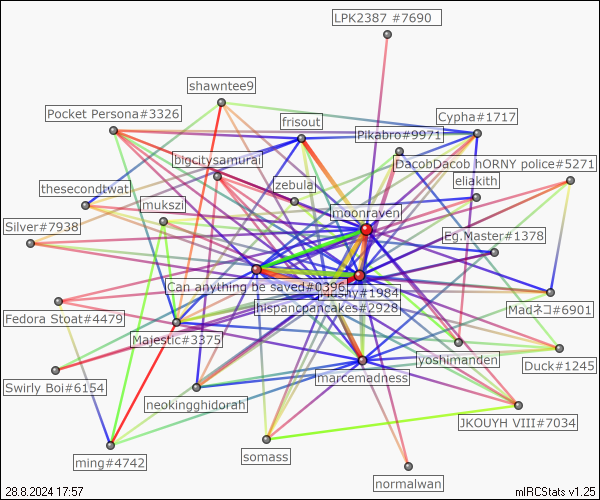 LPK2387 #7690
shawntee9
Pocket Persona#3326
frisout
Cypha#1717
Pikabro#9971
bigcitysamurai
DacobDacob hORNY police#5271
thesecondtwat
zebula
eliakith
mukszi
moonraven
Silver#7938
Eg.Master#1378
Can anything be saved#0396
#1984
hispancpancakes#2928
Madネコ#6901
Fedora Stoat#4479
Majestic#3375
yoshimanden
Duck#1245
Swirly Boi#6154
marcemadness
neokingghidorah
JKOUYH VIII#7034
ming#4742
somass
normalwan
28.8.2024 17:57
mIRCStats v1.25